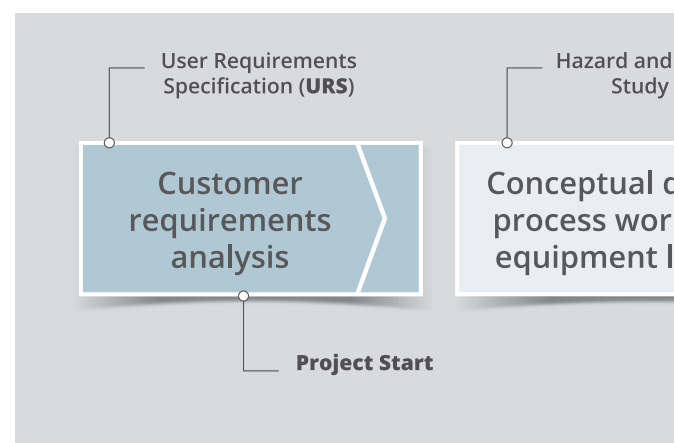 User Requirements
Specification (URS)
Hazard and
Study
Customer
requirements
analysis
Conceptual
process
equipment
Project Start